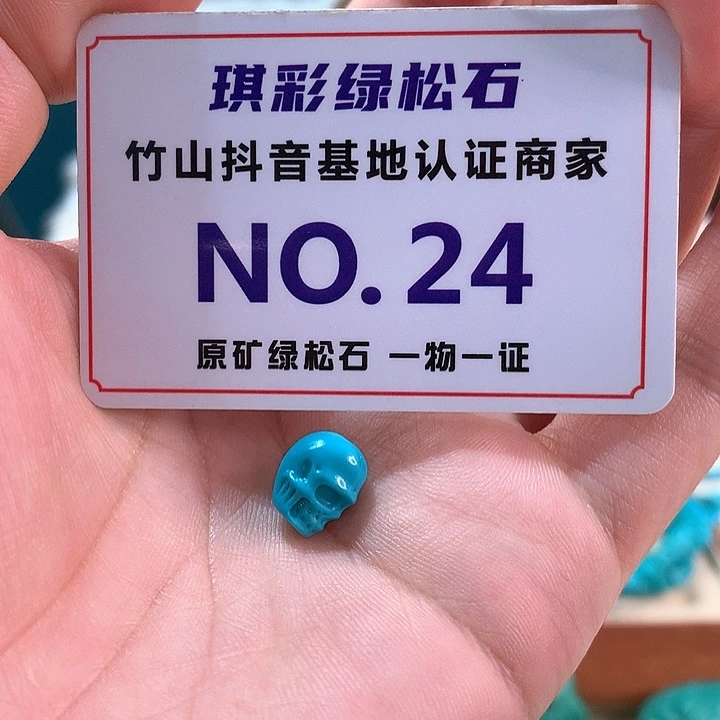 琪彩绿松石
竹山抖音基地认证商家
NO.24
原矿绿松石 一物一证